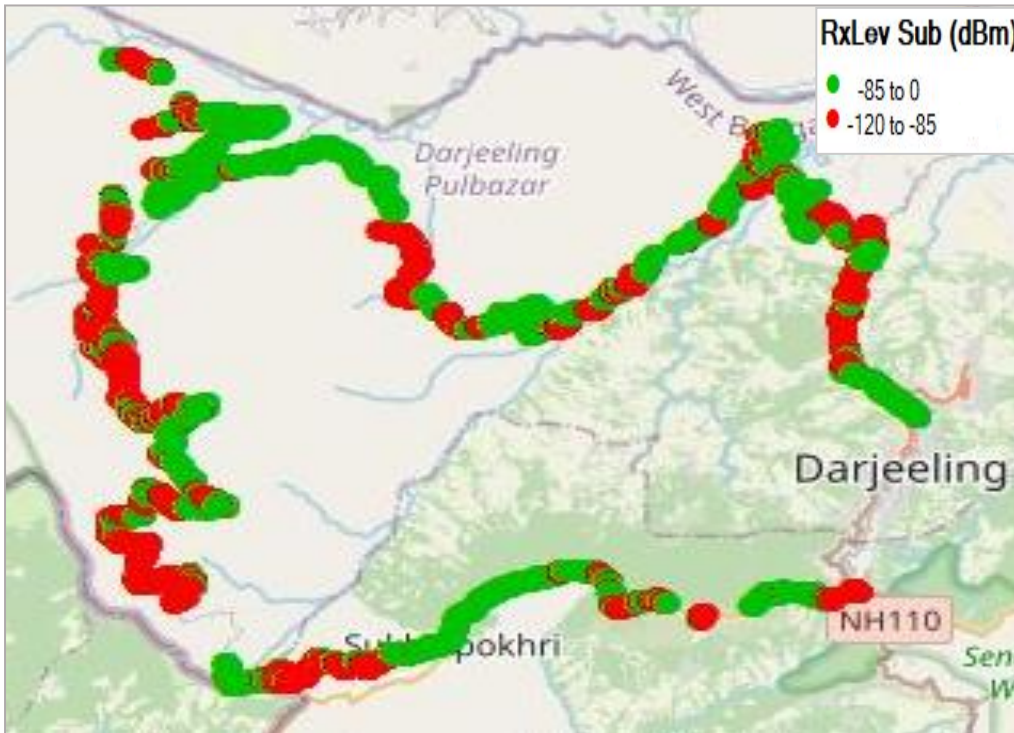 RxLev Sub (dBm)
-85 to 0
-120 to -85
West
Darjeeling
Pulbazar
Darjeeling
pokhri
NH110
Sen
W